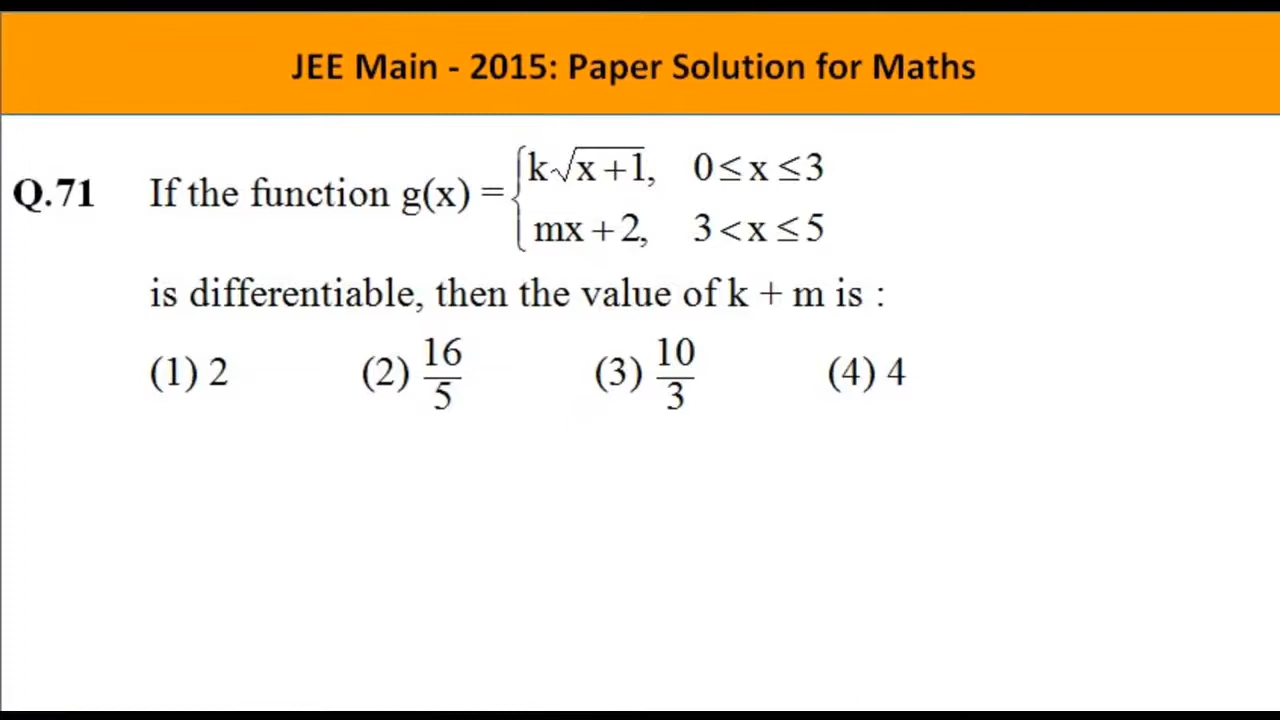 JEE Main - 2015: Paper Solution for Maths
Q.71 If the function g(x) = { k√(x+1), 0 ≤ x ≤ 3
mx + 2, 3 < x ≤ 5
is differentiable, then the value of k + m is :
(1) 2 (2) 16/5 (3) 10/3 (4) 4